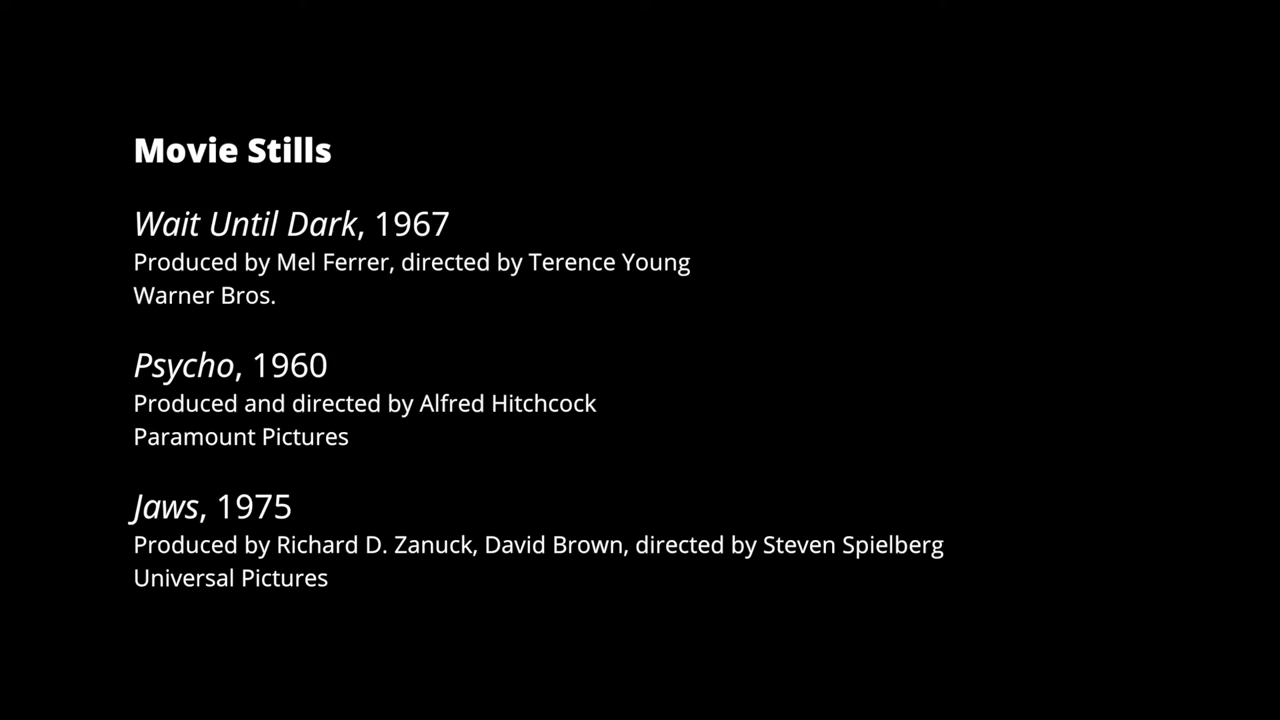 Movie Stills
Wait Until Dark, 1967
Produced by Mel Ferrer, directed by Terence Young
Warner Bros.
Psycho, 1960
Produced and directed by Alfred Hitchcock
Paramount Pictures
Jaws, 1975
Produced by Richard D. Zanuck, David Brown, directed by Steven Spielberg
Universal Pictures